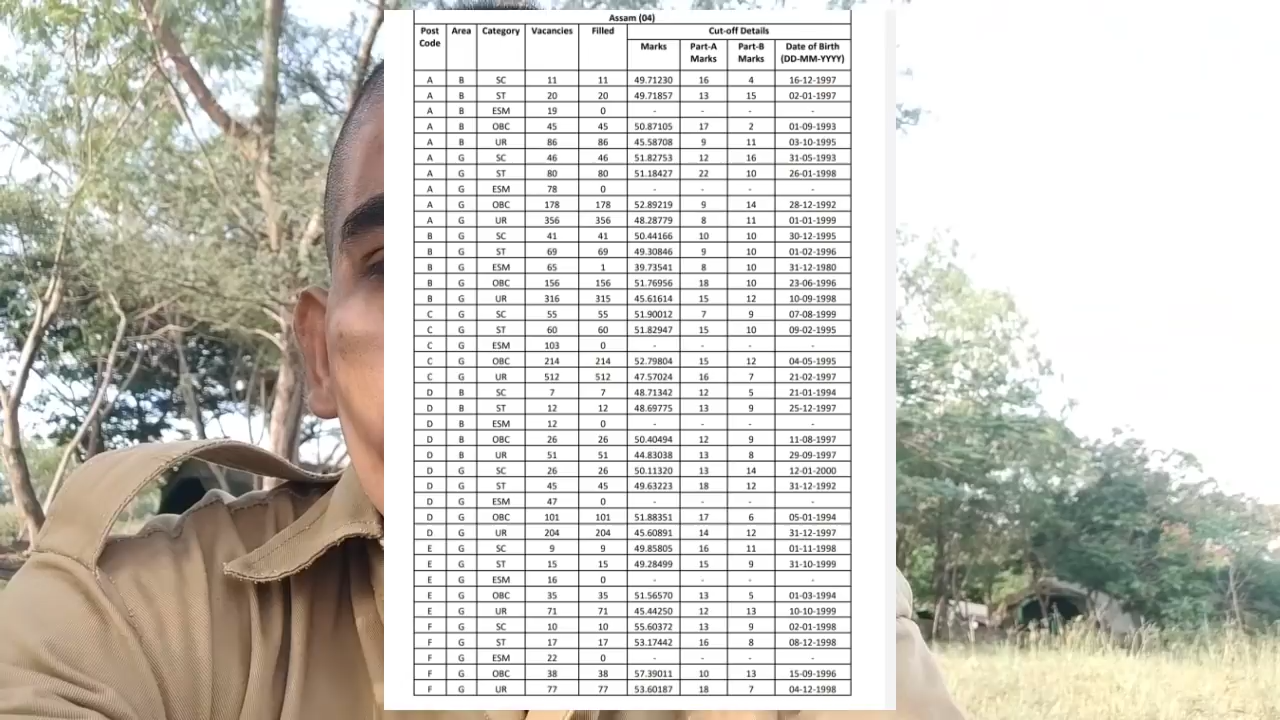 Assam (04)
Post Code Area Category Vacancies Filled Cut-off Details
Marks Part-A Marks Part-B Marks Date of Birth (DD-MM-YYYY)
A B SC 11 11 49.71230 16 4 16-12-1997
A B ST 20 20 49.71857 13 15 02-01-1997
A B ESM 19 0 - - - -
A B OBC 45 45 50.87105 17 2 01-09-1993
A B UR 86 86 45.58708 9 11 03-10-1995
A G SC 46 46 51.82753 12 16 31-05-1993
A G ST 80 80 51.18427 22 10 26-01-1998
A G ESM 78 0 - - - -
A G OBC 178 178 52.89219 9 14 28-12-1992
A G UR 356 356 48.28779 8 11 01-01-1999
B G SC 41 41 50.44166 10 10 30-12-1995
B G ST 69 69 49.30846 9 10 01-02-1996
B G ESM 65 1 39.73541 8 10 31-12-1980
B G OBC 156 156 51.76956 18 10 23-06-1996
B G UR 316 315 45.61614 15 12 10-09-1998
C G SC 55 55 51.90012 7 9 07-08-1999
C G ST 60 60 51.82947 15 10 09-02-1995
C G ESM 103 0 - - - -
C G OBC 214 214 52.79804 15 12 04-05-1995
C G UR 512 512 47.57024 16 7 21-02-1997
D B SC 7 7 48.71342 12 5 21-01-1994
D B ST 12 12 48.69775 13 9 25-12-1997
D B ESM 12 0 - - - -
D B OBC 26 26 50.40494 12 9 11-08-1997
D B UR 51 51 44.83038 13 8 29-09-1997
D G SC 26 26 50.11320 13 14 12-01-2000
D G ST 45 45 49.63223 18 12 31-12-1992
D G ESM 47 0 - - - -
D G OBC 101 101 51.88351 17 6 05-01-1994
D G UR 204 204 45.60891 14 12 31-12-1997
E G SC 9 9 49.85805 16 11 01-11-1998
E G ST 15 15 49.28499 15 9 31-10-1999
E G ESM 16 0 - - - -
E G OBC 35 35 51.56570 13 5 01-03-1994
E G UR 71 71 45.44250 12 13 10-10-1999
F G SC 10 10 55.60372 13 9 02-01-1998
F G ST 17 17 53.17442 16 8 08-12-1998
F G ESM 22 0 - - - -
F G OBC 38 38 57.39011 10 13 15-09-1996
F G UR 77 77 53.60187 18 7 04-12-1998